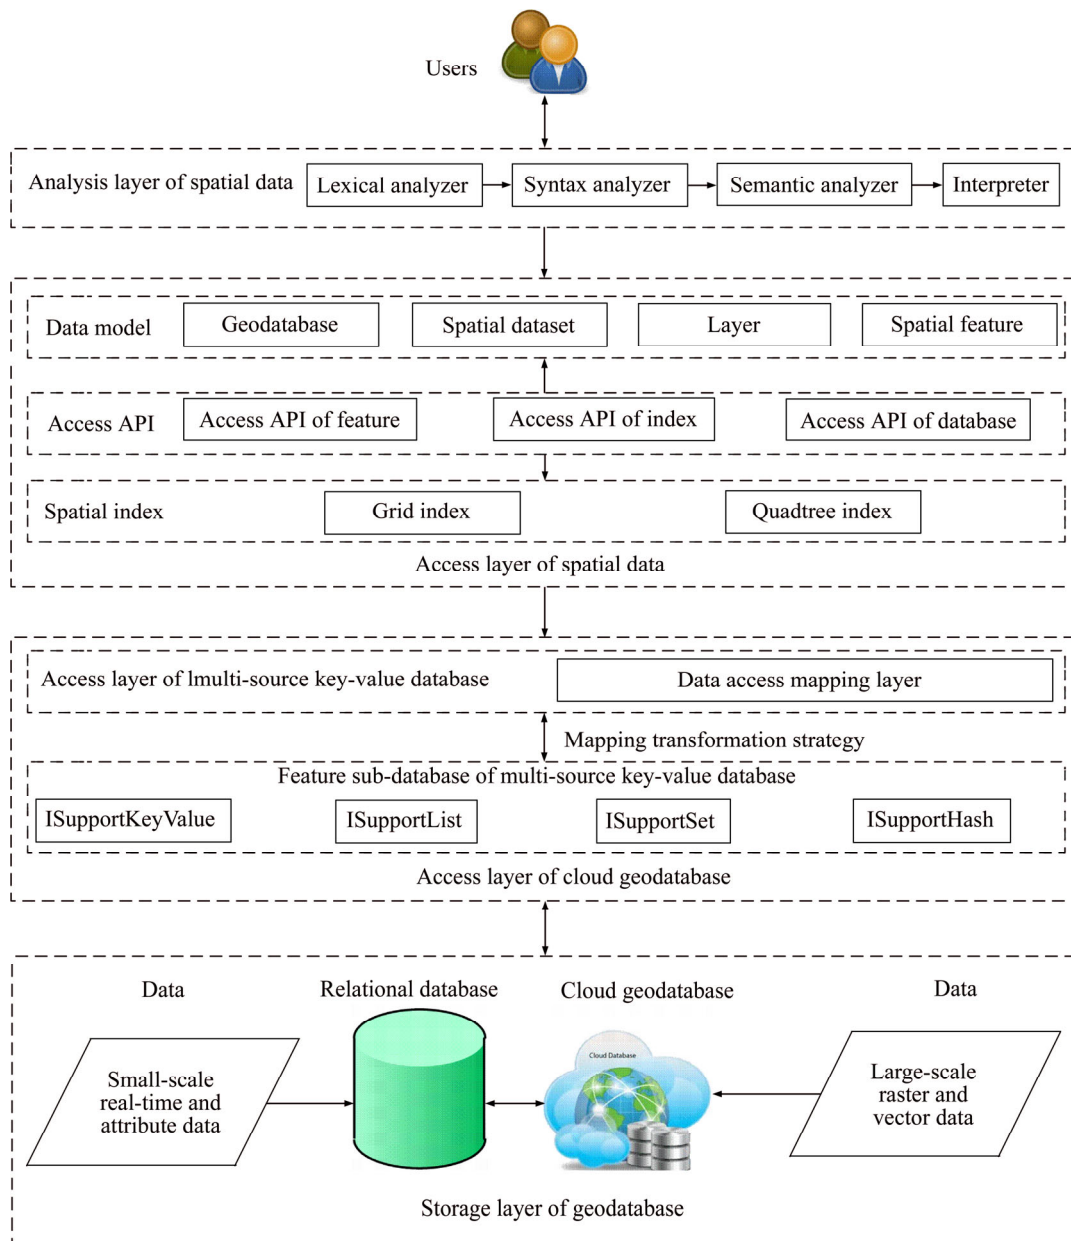 Users
Analysis layer of spatial data
Lexical analyzer
Syntax analyzer
Semantic analyzer
Interpreter
Data model
Geodatabase
Spatial dataset
Layer
Spatial feature
Access API
Access API of feature
Access API of index
Access API of database
Spatial index
Grid index
Quadtree index
Access layer of spatial data
Access layer of lmulti-source key-value database
Data access mapping layer
Mapping transformation strategy
Feature sub-database of multi-source key-value database
ISupportKeyValue
ISupportList
ISupportSet
ISupportHash
Access layer of cloud geodatabase
Data
Relational database
Cloud geodatabase
Data
Small-scale
real-time and
attribute data
Cloud Database
Large-scale
raster and
vector data
Storage layer of geodatabase